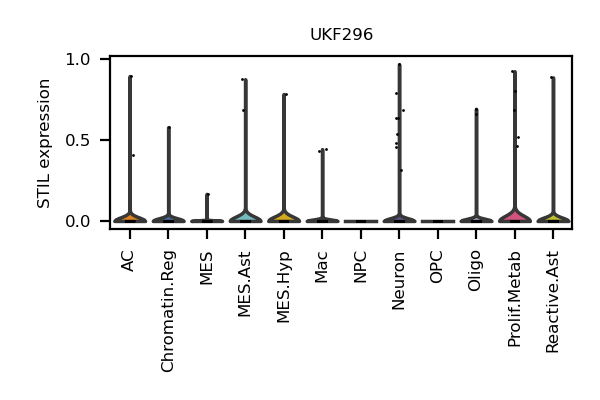 UKF296
STIL expression
1.0
0.5
0.0
AC
Chromatin.Reg
MES
MES.Ast
MES.Hyp
Mac
NPC
Neuron
OPC
Oligo
Prolif.Metab
Reactive.Ast